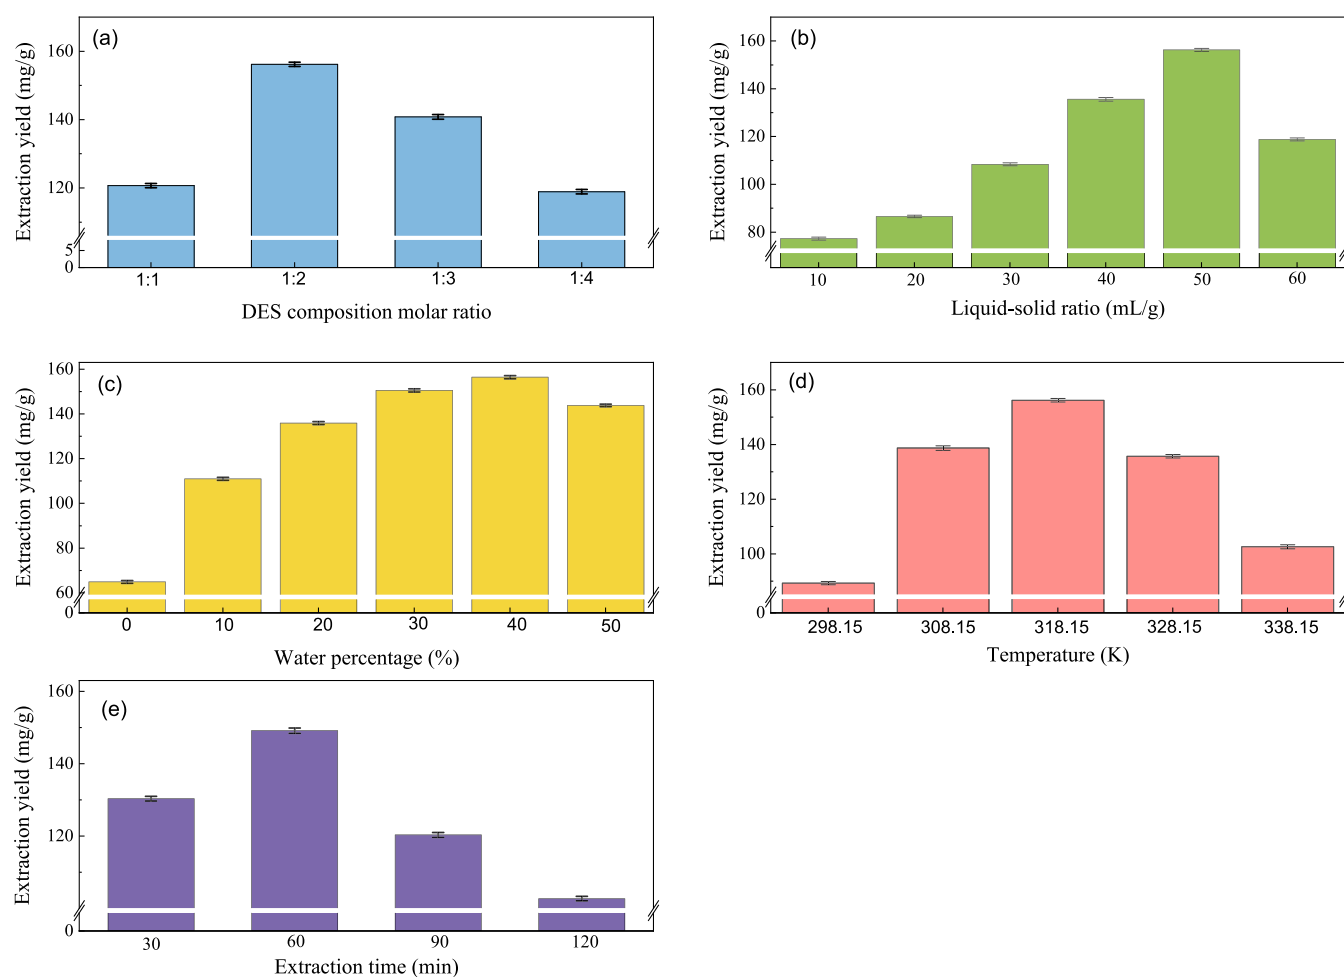 (a)
Extraction yield (mg/g)
160
140
120
5
0
1:1 1:2 1:3 1:4
DES composition molar ratio
(b)
Extraction yield (mg/g)
160
140
120
100
80
10 20 30 40 50 60
Liquid-solid ratio (mL/g)
(c)
Extraction yield (mg/g)
160
140
120
100
80
60
0
0 10 20 30 40 50
Water percentage (%)
(d)
Extraction yield (mg/g)
160
140
120
100
0
298.15 308.15 318.15 328.15 338.15
Temperature (K)
(e)
Extraction yield (mg/g)
160
140
120
0
30 60 90 120
Extraction time (min)